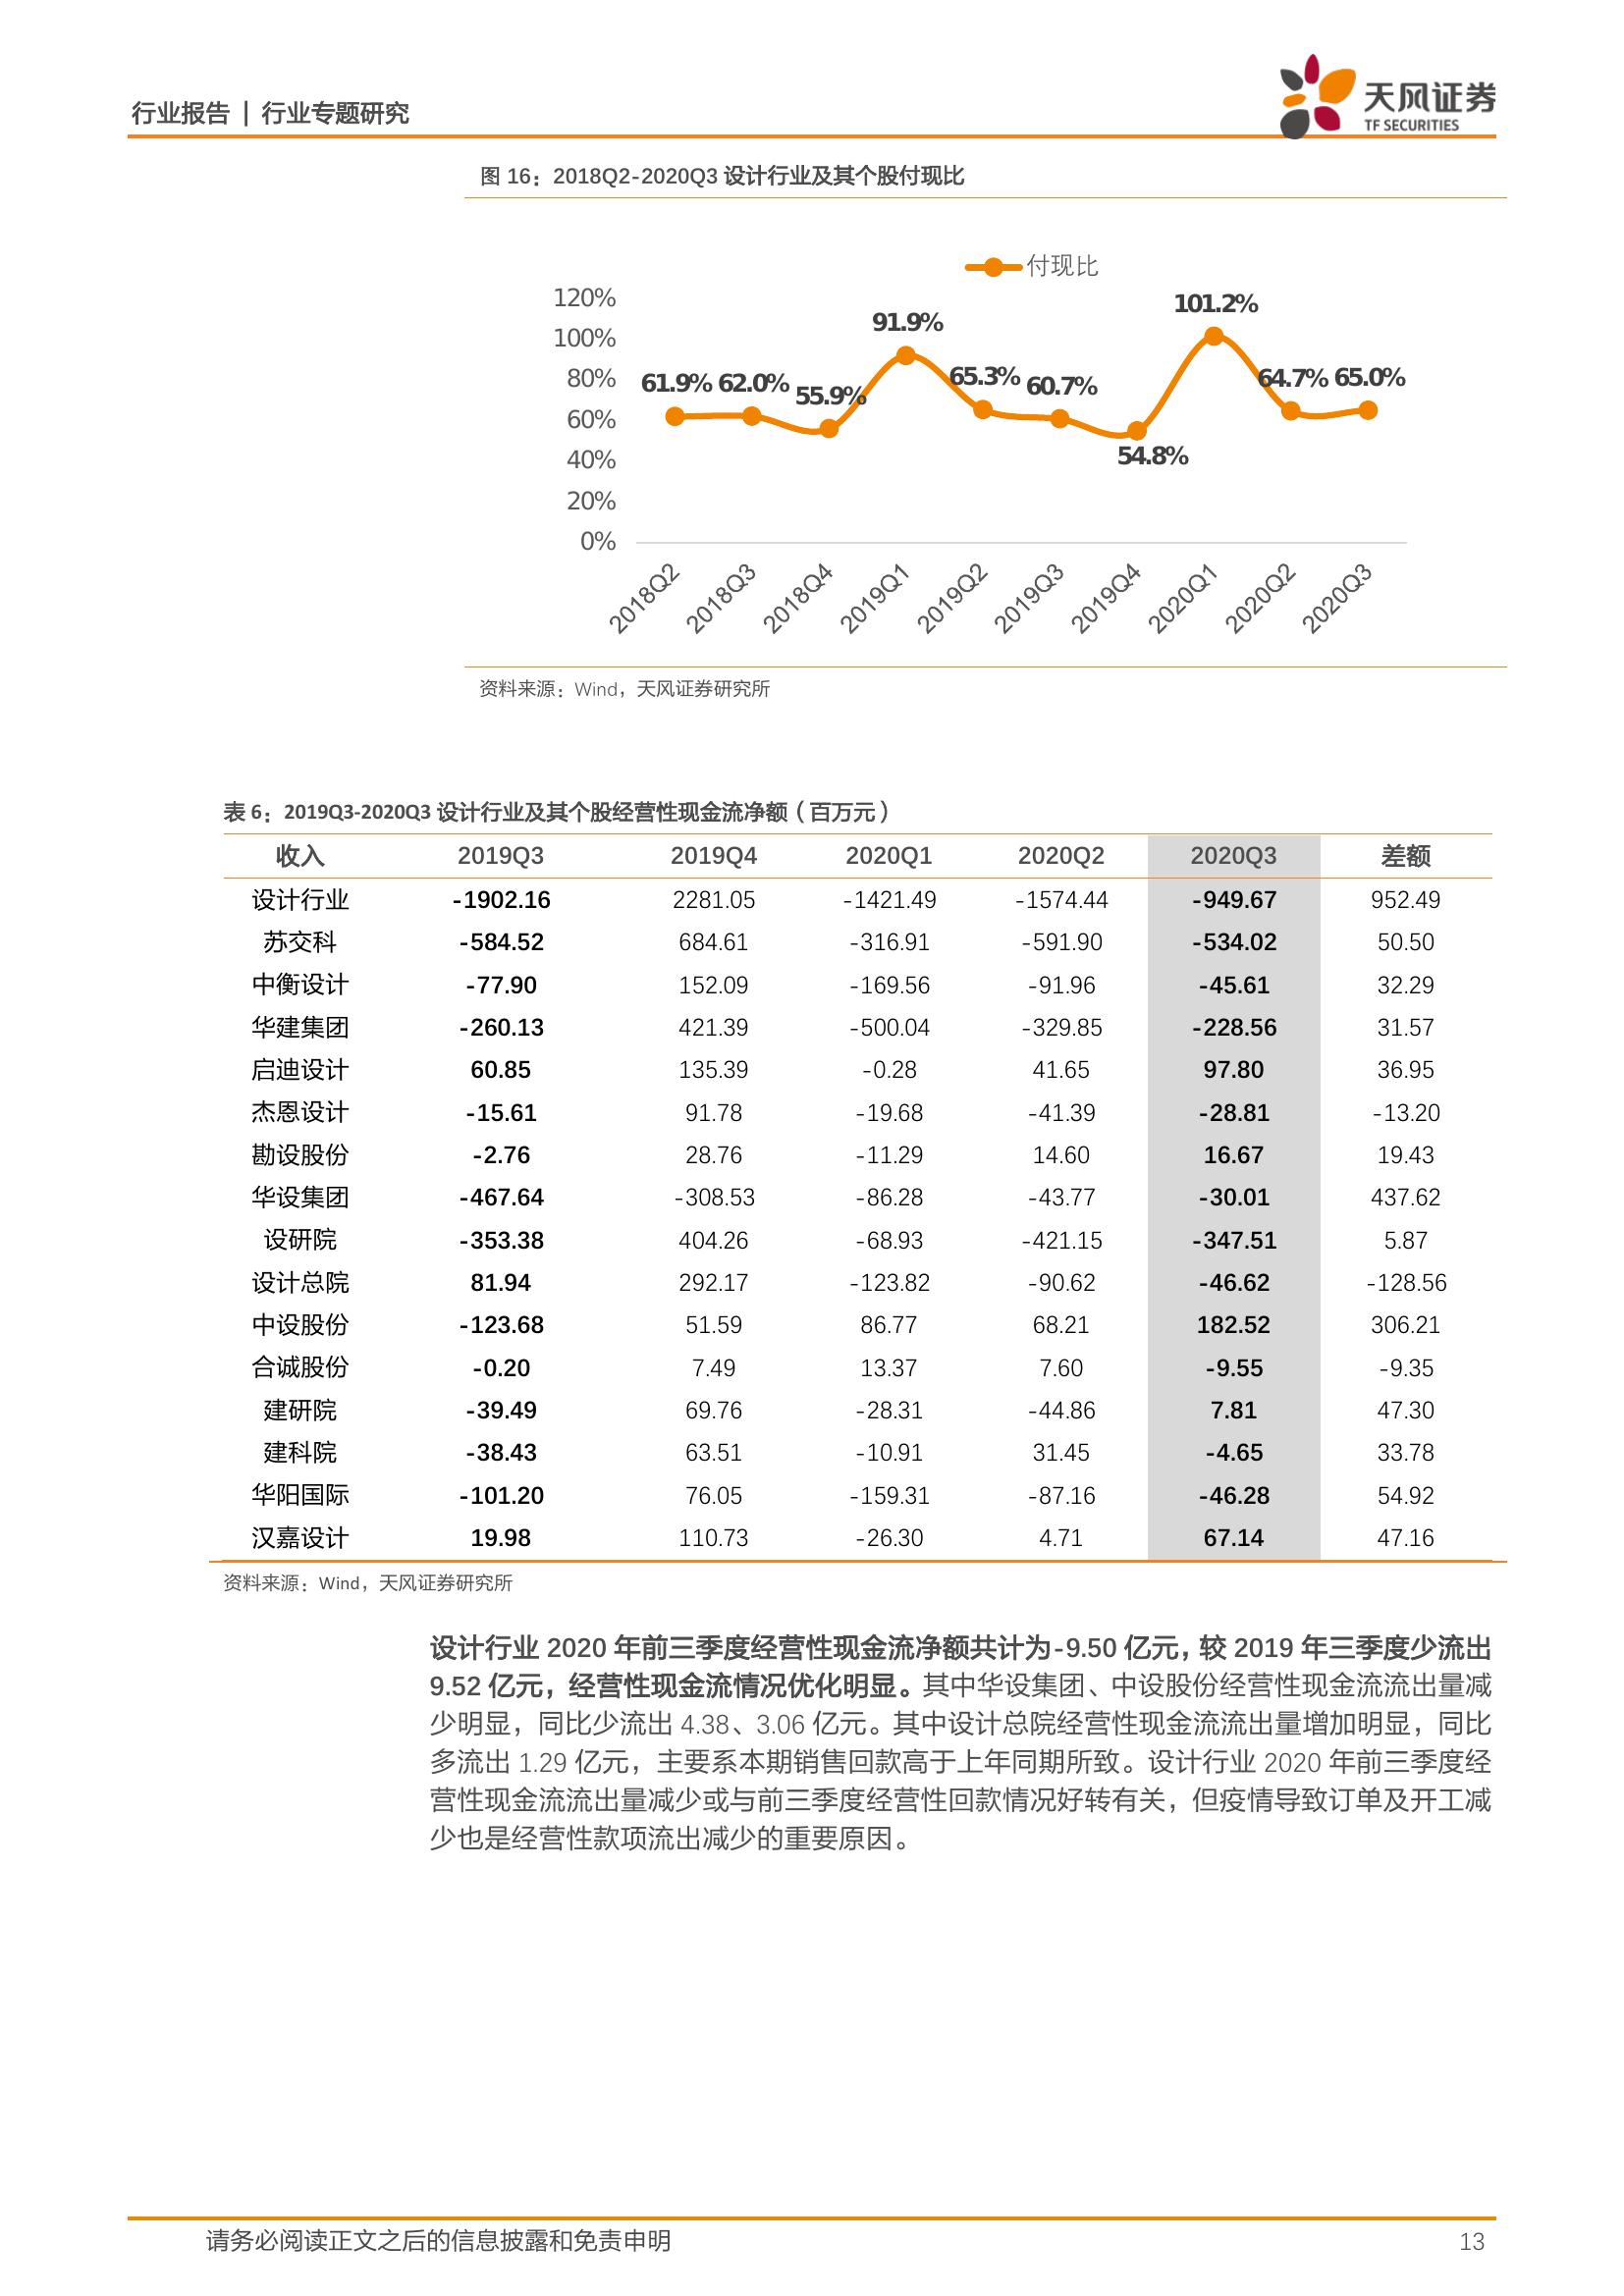 行业报告 | 行业专题研究
天风证券
TF SECURITIES
图 16：2018Q2-2020Q3 设计行业及其个股付现比
付现比
120%
100%
80%
60%
40%
20%
0%
61.9% 62.0% 55.9% 91.9% 65.3% 60.7% 54.8% 101.2% 64.7% 65.0%
2018Q2 2018Q3 2018Q4 2019Q1 2019Q2 2019Q3 2019Q4 2020Q1 2020Q2 2020Q3
资料来源：Wind，天风证券研究所
表 6：2019Q3-2020Q3 设计行业及其个股经营性现金流净额（百万元）
收入 2019Q3 2019Q4 2020Q1 2020Q2 2020Q3 差额
设计行业 -1902.16 2281.05 -1421.49 -1574.44 -949.67 952.49
苏交科 -584.52 684.61 -316.91 -591.90 -534.02 50.50
中衡设计 -77.90 152.09 -169.56 -91.96 -45.61 32.29
华建集团 -260.13 421.39 -500.04 -329.85 -228.56 31.57
启迪设计 60.85 135.39 -0.28 41.65 97.80 36.95
杰恩设计 -15.61 91.78 -19.68 -41.39 -28.81 -13.20
勘设股份 -2.76 28.76 -11.29 14.60 16.67 19.43
华设集团 -467.64 -308.53 -86.28 -43.77 -30.01 437.62
设研院 -353.38 404.26 -68.93 -421.15 -347.51 5.87
设计总院 81.94 292.17 -123.82 -90.62 -46.62 -128.56
中设股份 -123.68 51.59 86.77 68.21 182.52 306.21
合诚股份 -0.20 7.49 13.37 7.60 -9.55 -9.35
建研院 -39.49 69.76 -28.31 -44.86 7.81 47.30
建科院 -38.43 63.51 -10.91 31.45 -4.65 33.78
华阳国际 -101.20 76.05 -159.31 -87.16 -46.28 54.92
汉嘉设计 19.98 110.73 -26.30 4.71 67.14 47.16
资料来源：Wind，天风证券研究所
设计行业 2020 年前三季度经营性现金流净额共计为-9.50 亿元，较 2019 年三季度少流出
9.52 亿元，经营性现金流情况优化明显。其中华设集团、中设股份经营性现金流流出量减
少明显，同比少流出 4.38、3.06 亿元。其中设计总院经营性现金流流出量增加明显，同比
多流出 1.29 亿元，主要系本期销售回款高于上年同期所致。设计行业 2020 年前三季度经
营性现金流流出量减少或与前三季度经营性回款情况好转有关，但疫情导致订单及开工减
少也是经营性款项流出减少的重要原因。
请务必阅读正文之后的信息披露和免责申明
13